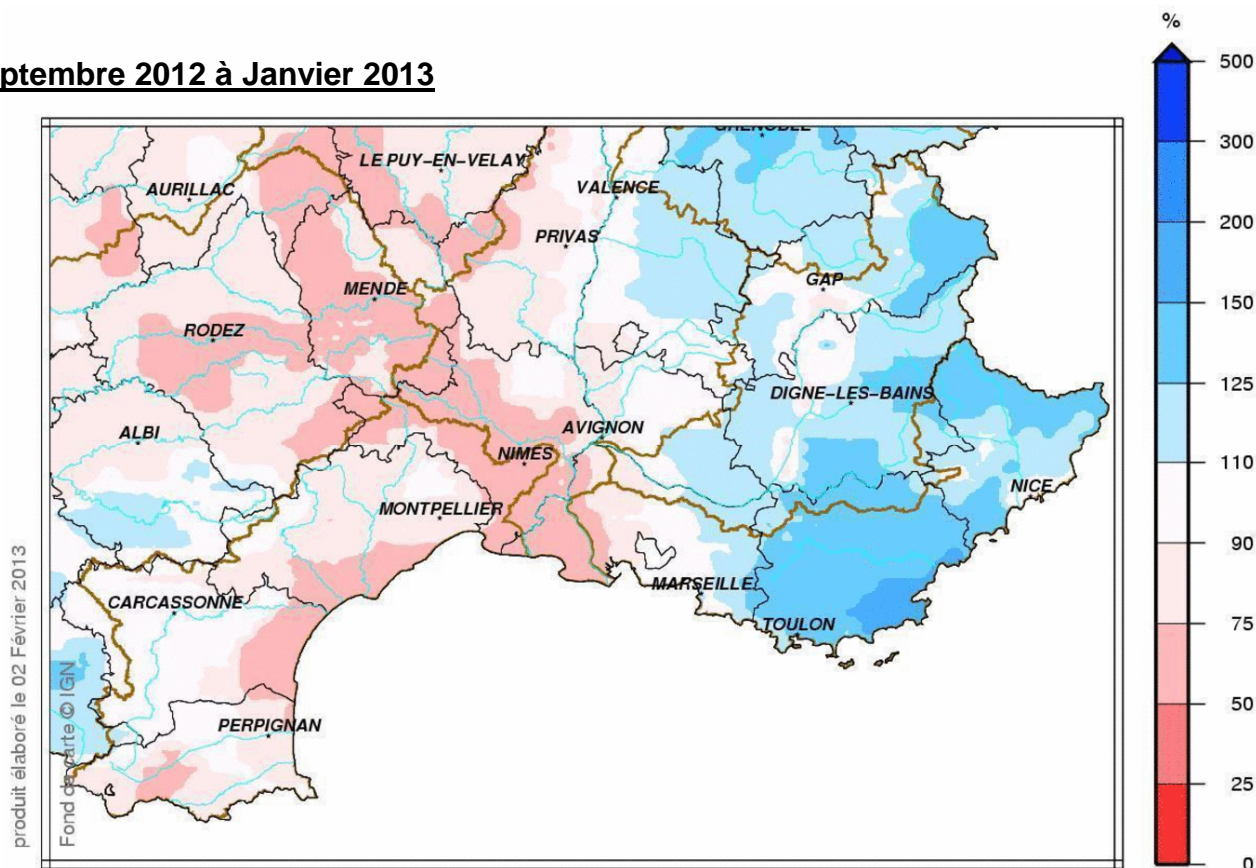 %
ptembre 2012 à Janvier 2013
500
300
200
150
125
110
90
75
50
25
0
GRENOBLE
LE PUY-EN-VELAY
AURILLAC
VALENCE
PRIVAS
GAP
MENDE
RODEZ
DIGNE-LES-BAINS
AVIGNON
ALBI
NIMES
NICE
MONTPELLIER
MARSEILLE
CARCASSONNE
TOULON
PERPIGNAN
produit élaboré le 02 Février 2013
Fond de carte © IGN